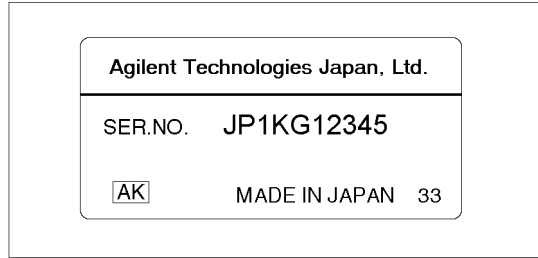 Agilent Technologies Japan, Ltd.
SER.NO. JP1KG12345
AK MADE IN JAPAN 33